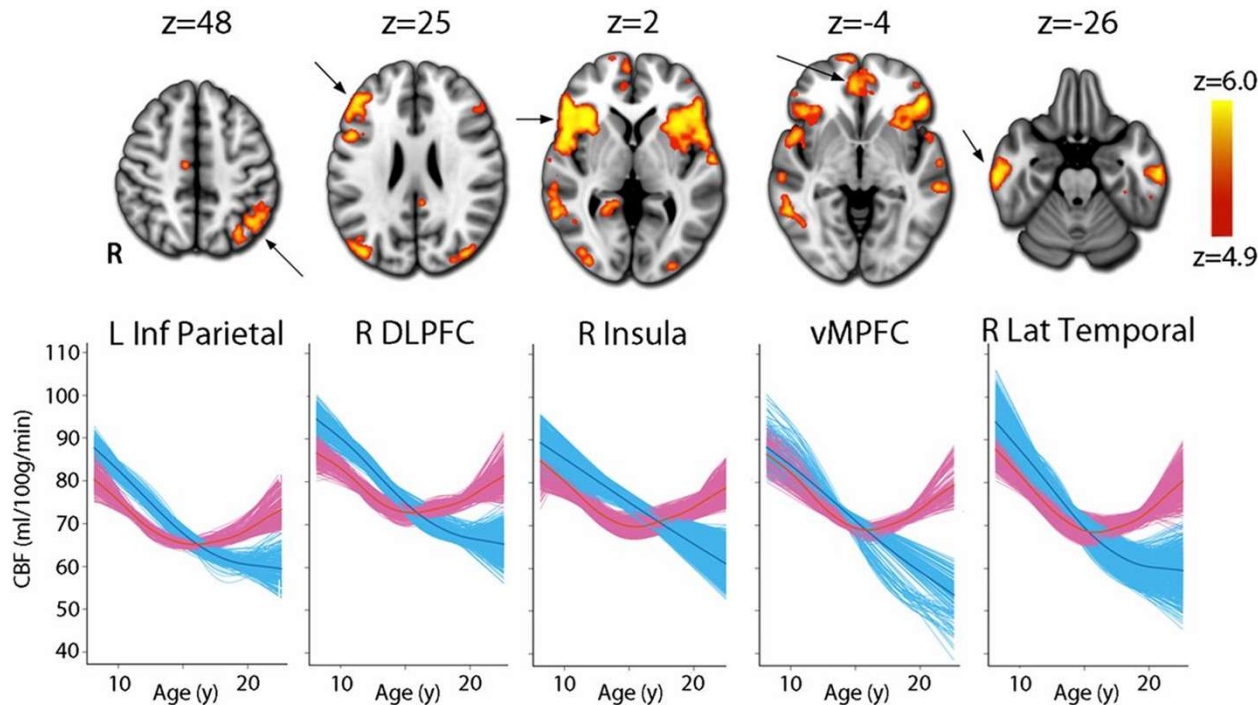 z=48 z=25 z=2 z=-4 z=-26
z=6.0
z=4.9
R
L Inf Parietal R DLPFC R Insula vMPFC R Lat Temporal
CBF (ml/100g/min)
110
100
90
80
70
60
50
40
10 20 10 20 10 20 10 20 10 20
Age (y) Age (y) Age (y) Age (y) Age (y)